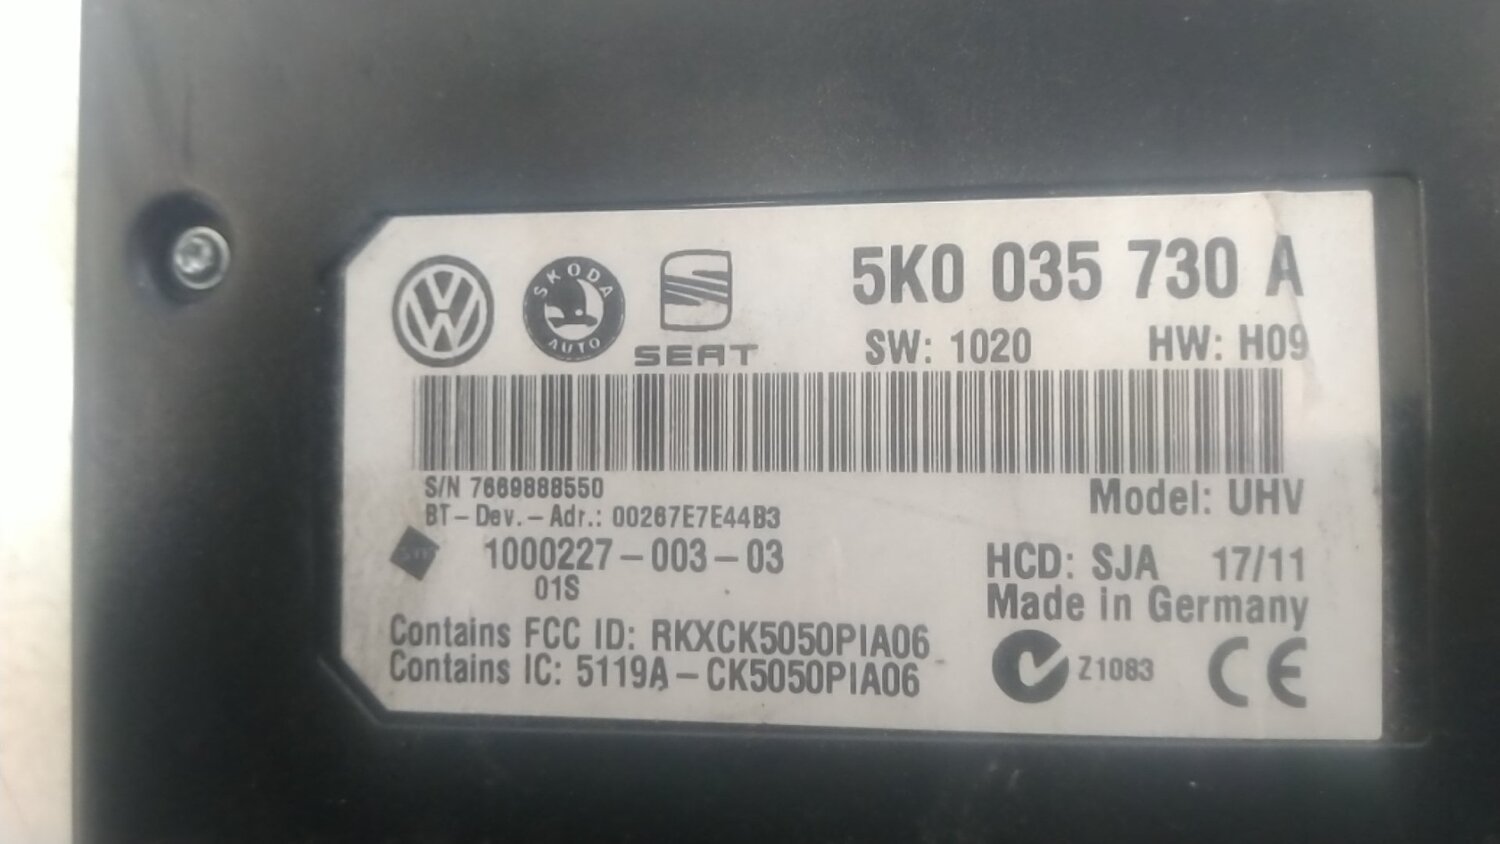 SKODA
AUTO
SEAT
5K0 035 730 A
SW: 1020 HW: H09
S/N 7669888550
BT-Dev.-Adr.: 00267E7E44B3
Model: UHV
1000227-003-03
01S
HCD: SJA 17/11
Made in Germany
Contains FCC ID: RKXCK5050PIA06
Contains IC: 5119A-CK5050PIA06
Z1083
CE